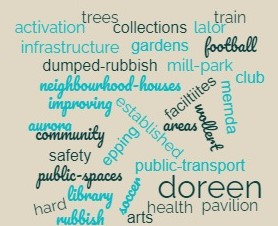 trees
train
activation
collections
lalor
infrastructure
gardens
football
dumped-rubbish
mill-park
club
neighbourhood-houses
faciltities
mernda
improving
established
wollert
aurora
community
epping
areas
safety
public-transport
public-spaces
doreen
library
soccer
hard
health
pavilion
rubbish
arts